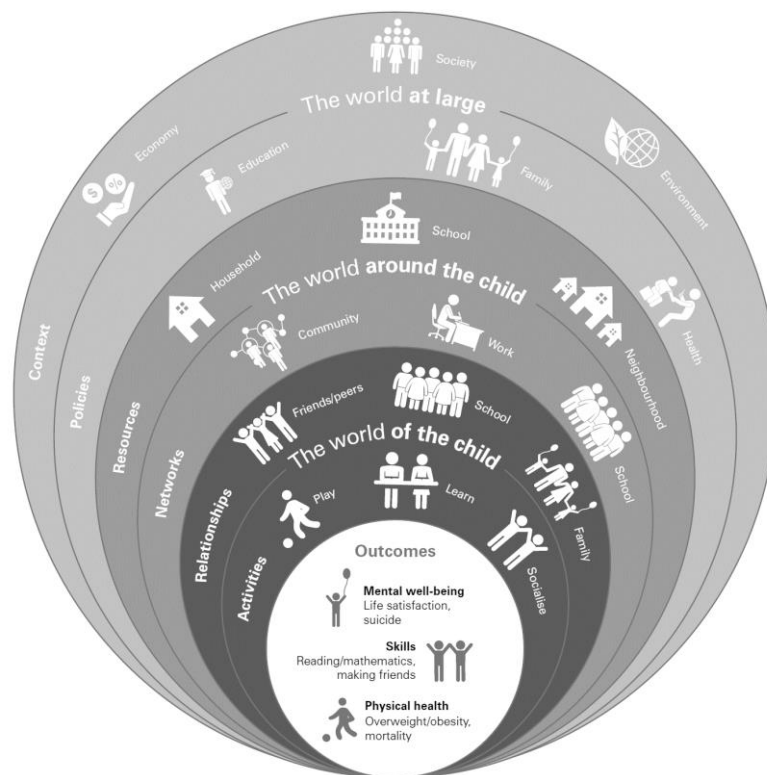 Society
The world at large
Economy
Education
Family
Environment
School
Household
The world around the child
Health
Neighbourhood
Community
Work
Context
Policies
Resources
Networks
Friends/peers
School
School
The world of the child
Relationships
Activities
Play
Learn
Family
Socialise
Outcomes
Mental well-being
Life satisfaction,
suicide
Skills
Reading/mathematics,
making friends
Physical health
Overweight/obesity,
mortality
$
%